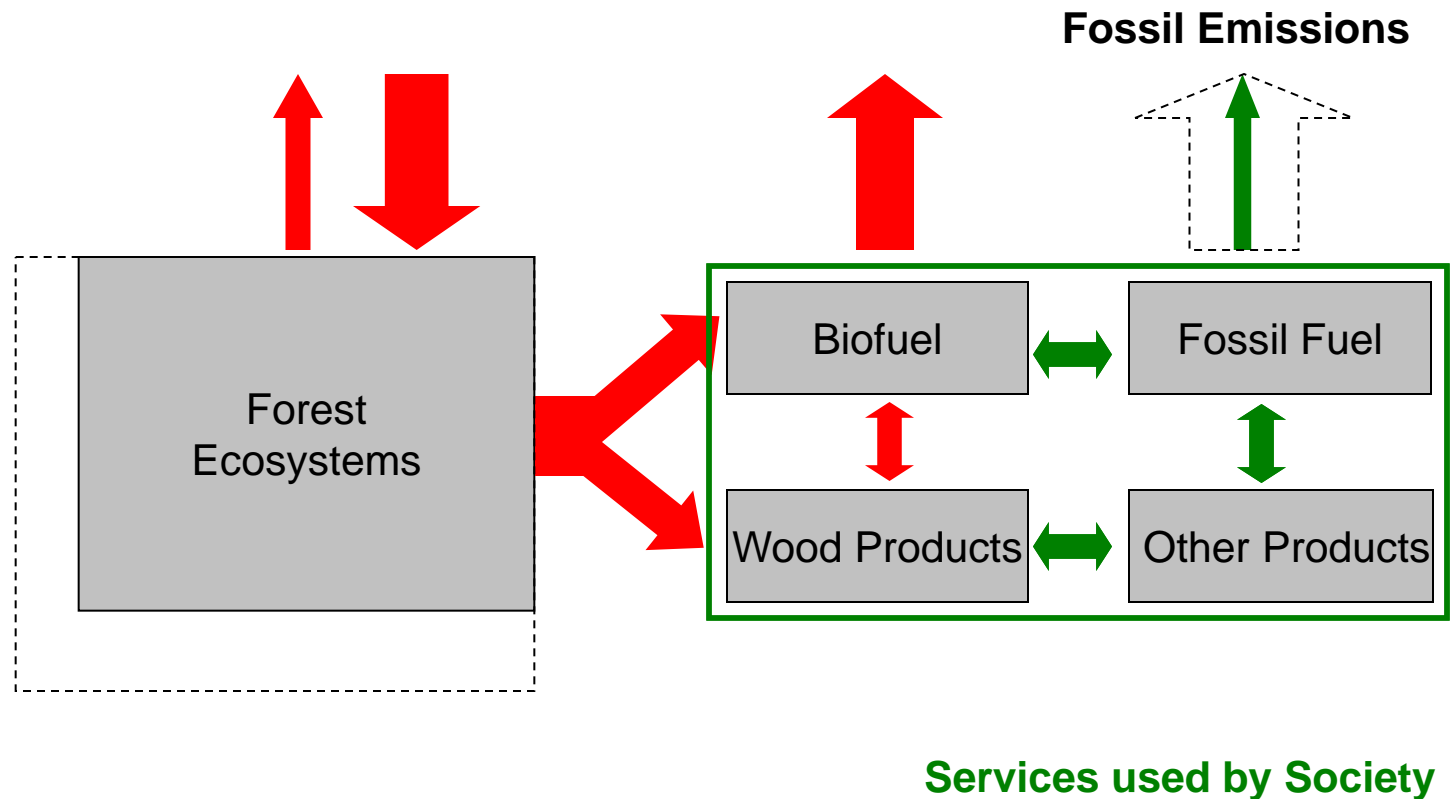 Fossil Emissions
Biofuel
Fossil Fuel
Forest
Ecosystems
Wood Products
Other Products
Services used by Society